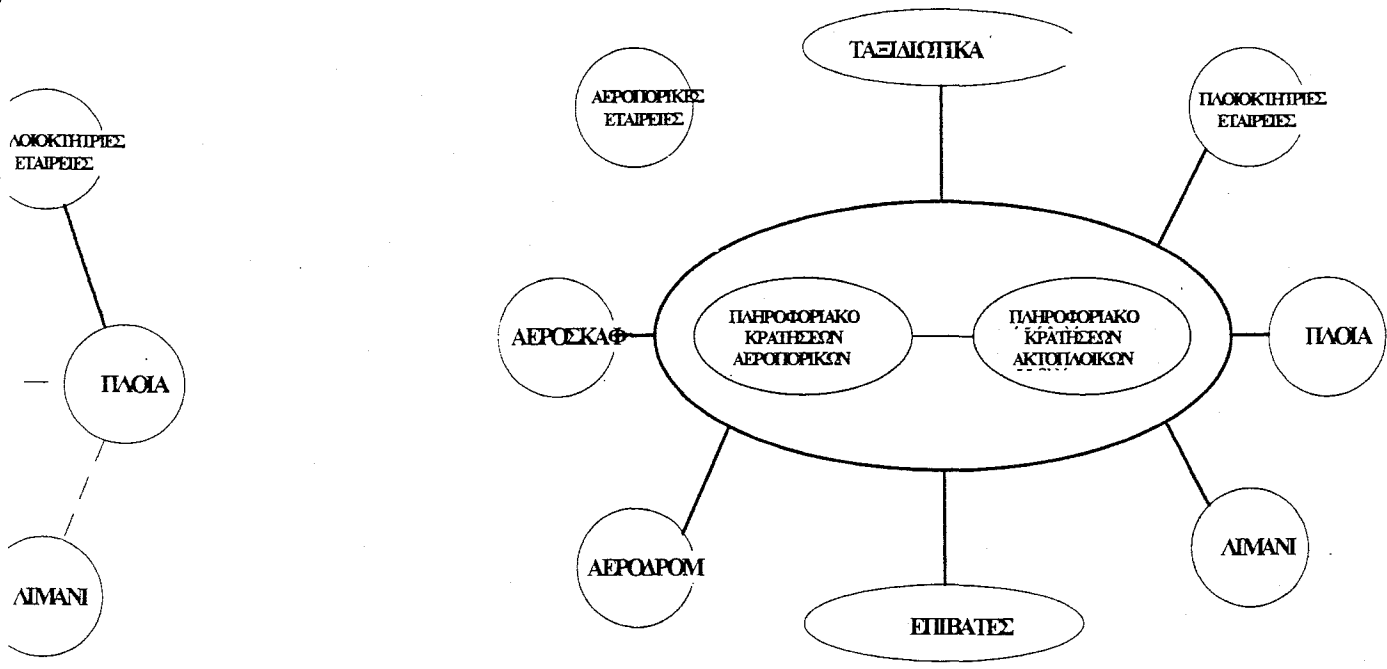 ΛΟΙΟΚΤΗΤΡΙΕΣ
ΕΤΑΙΡΕΙΕΣ
ΠΛΟΙΑ
ΛΙΜΑΝΙ
ΤΑΞΙΔΙΩΤΙΚΑ
ΑΕΡΟΠΟΡΙΚΕΣ
ΕΤΑΙΡΕΙΕΣ
ΠΛΟΙΟΚΤΗΤΡΙΕΣ
ΕΤΑΙΡΕΙΕΣ
ΑΕΡΟΣΚΑΦ
ΠΛΗΡΟΦΟΡΙΑΚΟ
ΚΡΑΤΗΣΕΩΝ
ΑΕΡΟΠΟΡΙΚΩΝ
ΠΛΗΡΟΦΟΡΙΑΚΟ
ΚΡΑΤΗΣΕΩΝ
ΑΚΤΟΠΛΟΙΚΩΝ
ΠΛΟΙΑ
ΑΕΡΟΔΡΟΜ
ΛΙΜΑΝΙ
ΕΠΙΒΑΤΕΣ